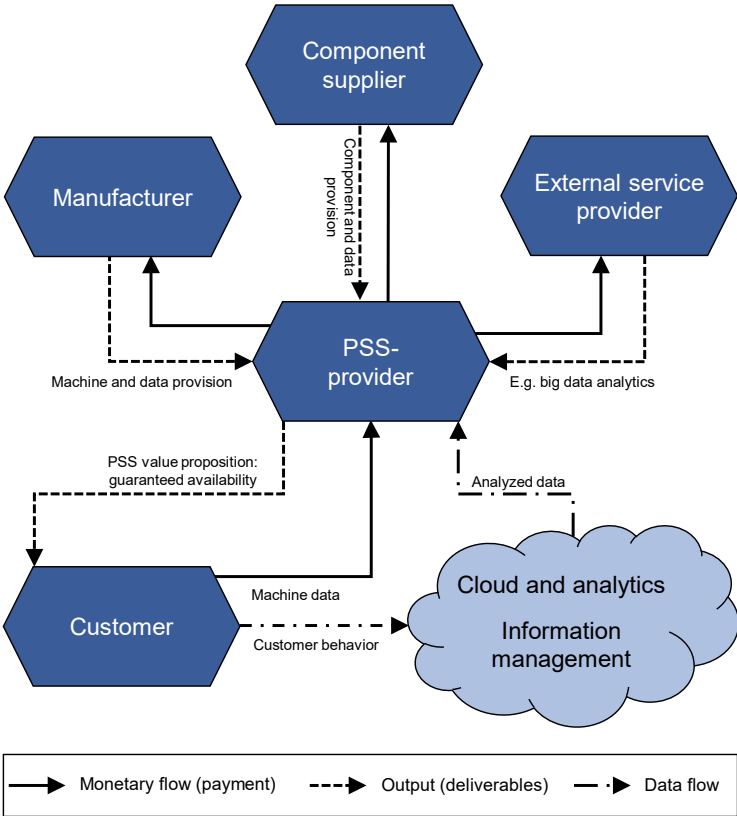 Component
supplier
Manufacturer
External service
provider
Component and data
provision
PSS-
provider
Machine and data provision
E.g. big data analytics
PSS value proposition:
guaranteed availability
Analyzed data
Customer
Machine data
Customer behavior
Cloud and analytics
Information
management
Monetary flow (payment)
Output (deliverables)
Data flow